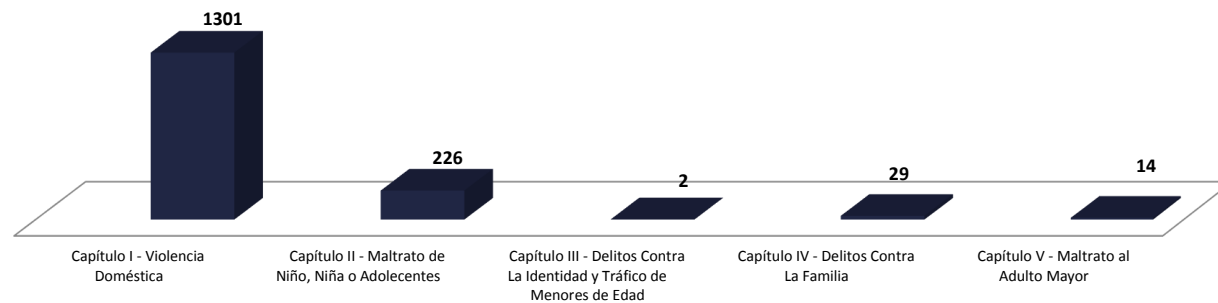 1301
226
2
29
14
Capítulo I - Violencia
Doméstica
Capítulo II - Maltrato de
Niño, Niña o Adolecentes
Capítulo III - Delitos Contra
La Identidad y Tráfico de
Menores de Edad
Capítulo IV - Delitos Contra
La Familia
Capítulo V - Maltrato al
Adulto Mayor